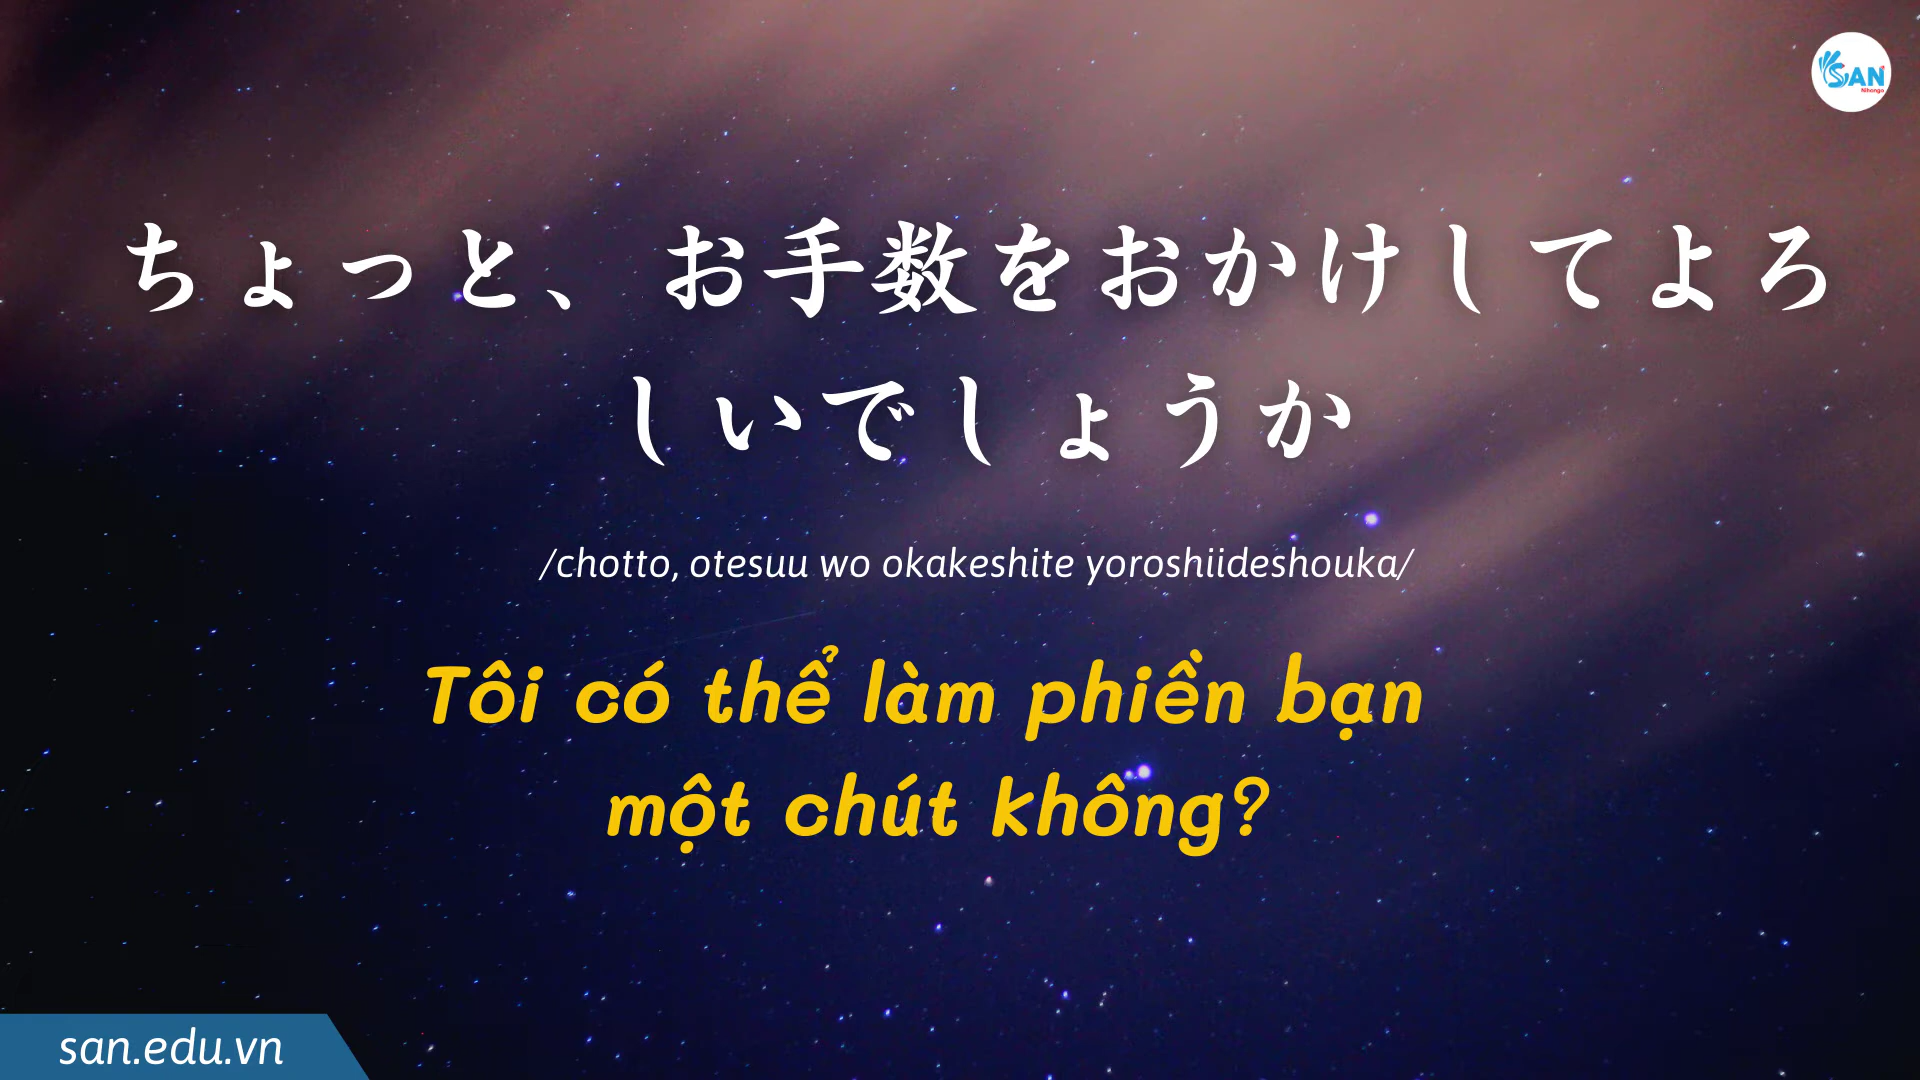 SAN
Nihongo
ちょっと、お手数をおかけしてよろ
しいでしょうか
/chotto, otesuu wo okakeshite yoroshiideshouka/
Tôi có thể làm phiền bạn
một chút không?
san.edu.vn